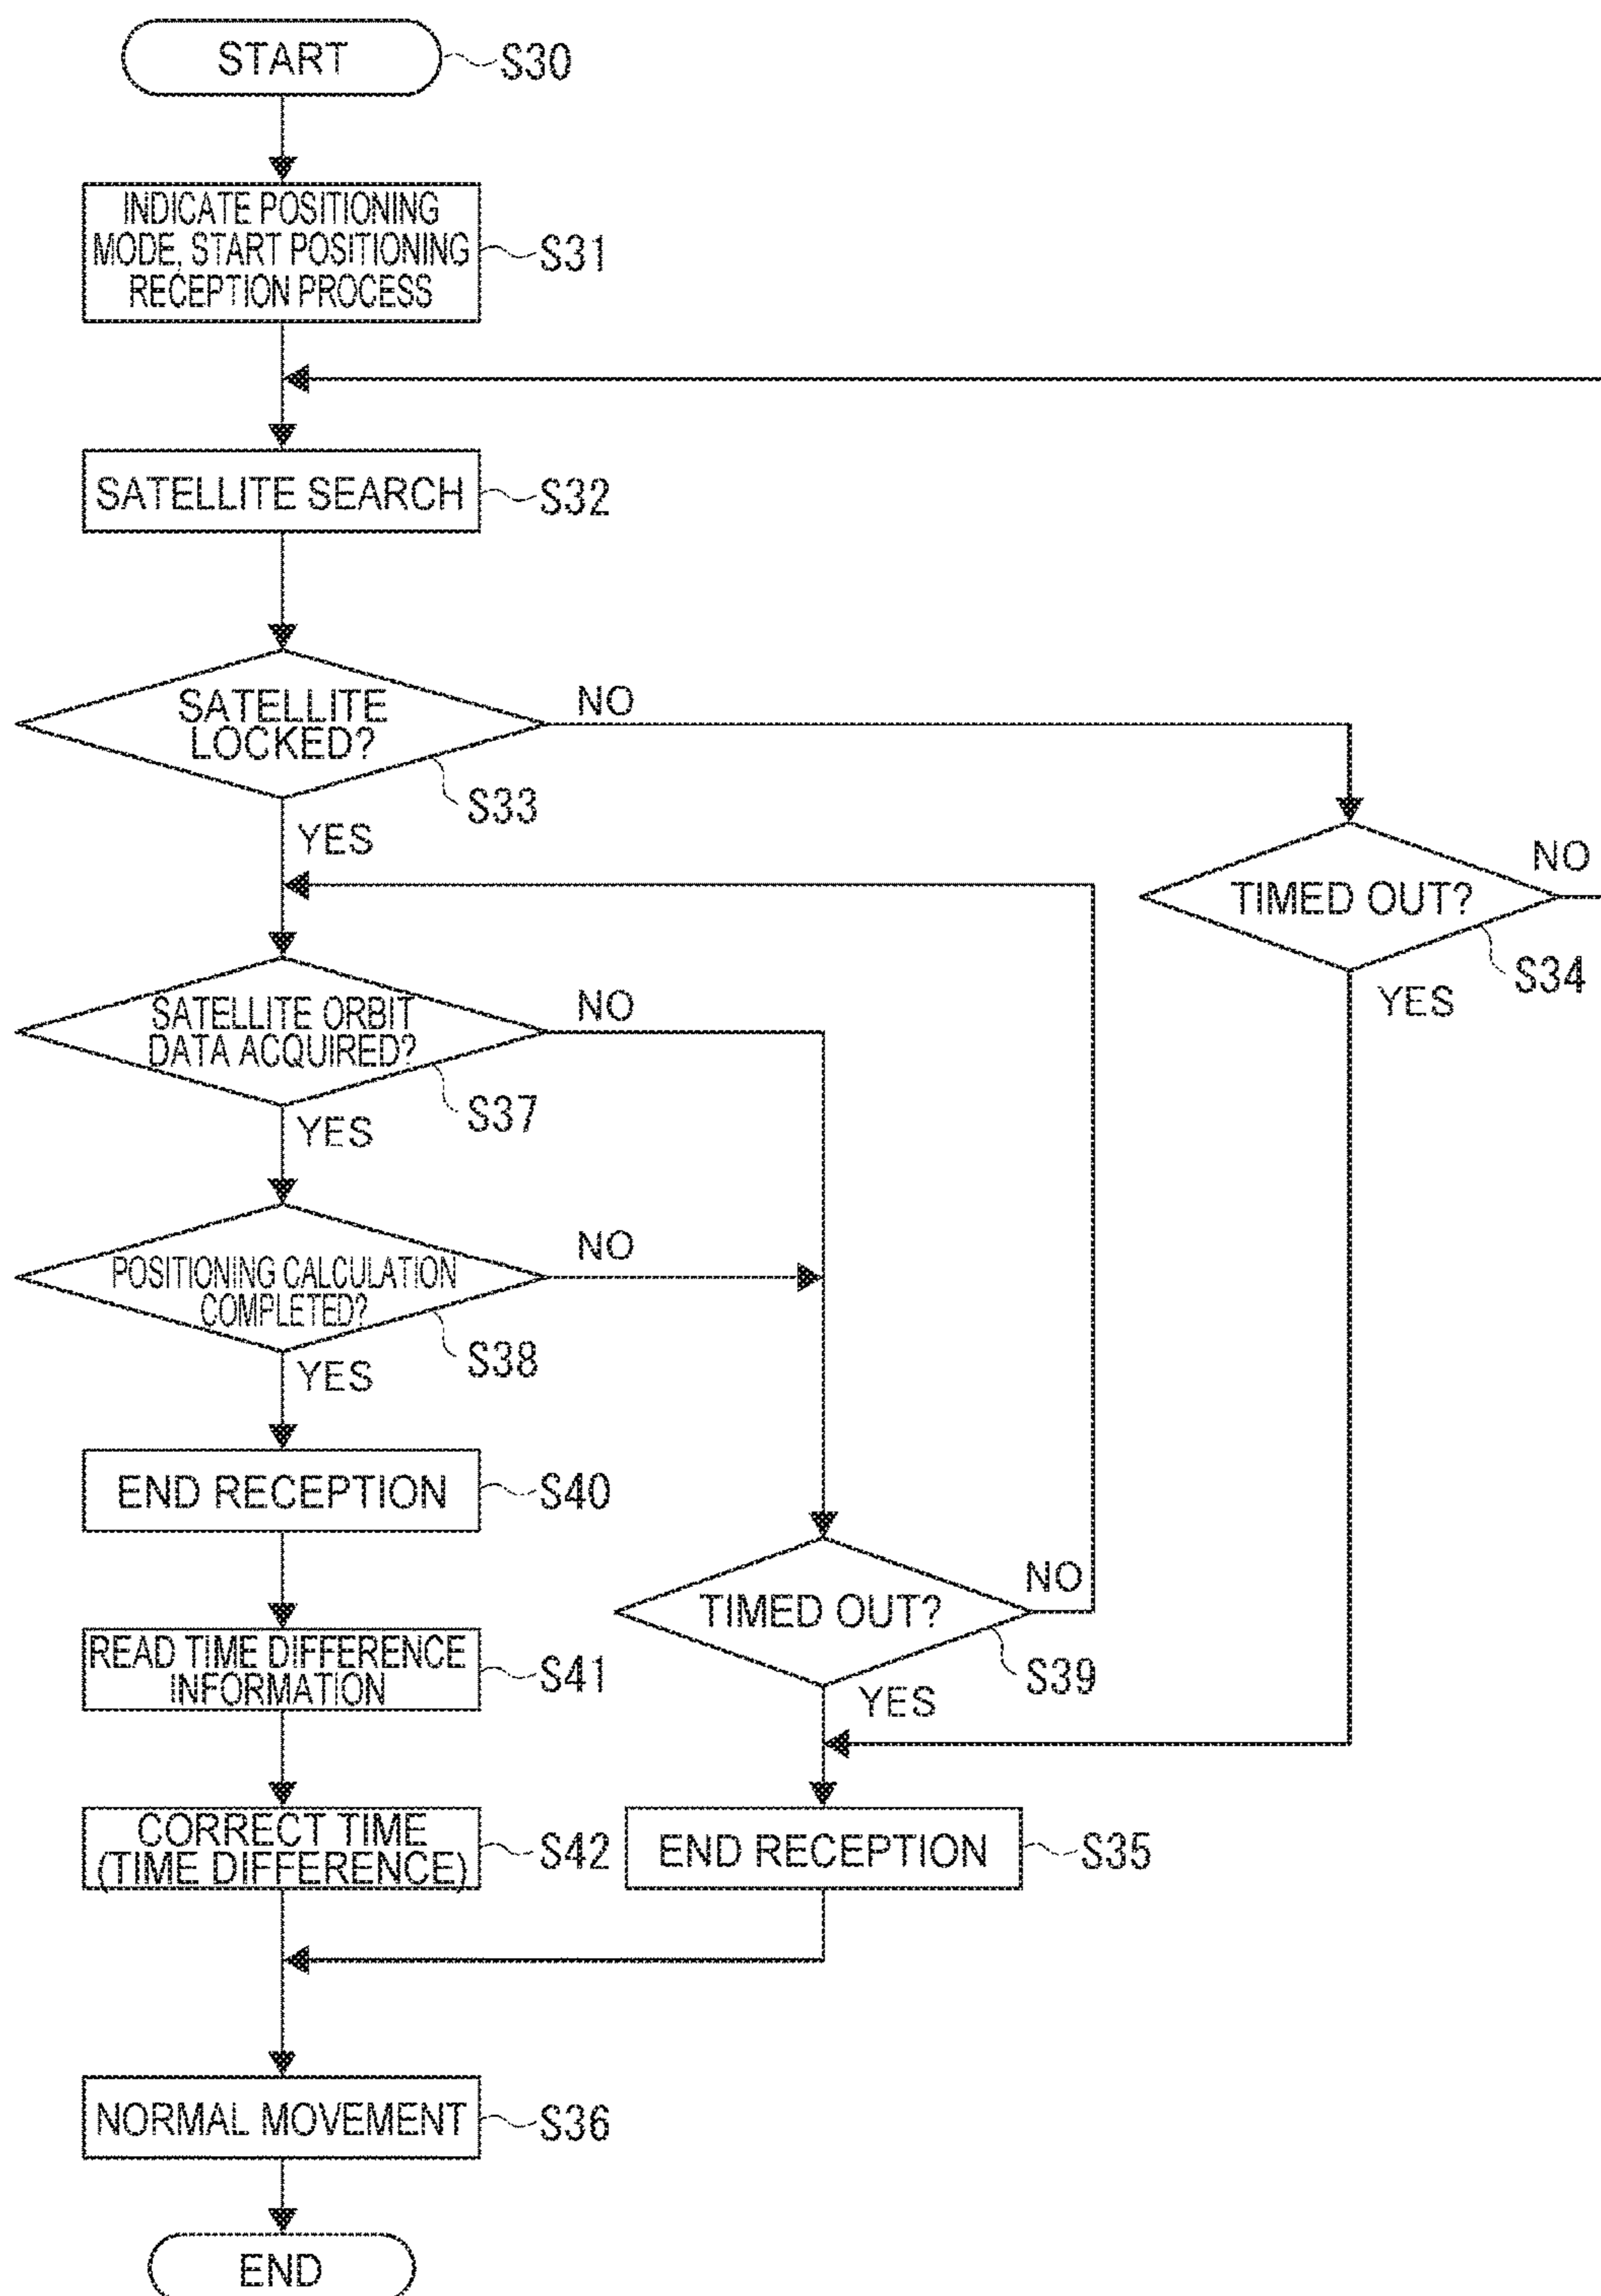 START
S30
INDICATE POSITIONING
MODE, START POSITIONING
RECEPTION PROCESS
S31
SATELLITE SEARCH
S32
SATELLITE
LOCKED?
NO
S33
YES
TIMED OUT?
NO
S34
YES
SATELLITE ORBIT
DATA ACQUIRED?
NO
S37
YES
POSITIONING CALCULATION
COMPLETED?
NO
S38
YES
END RECEPTION
S40
TIMED OUT?
NO
S39
YES
READ TIME DIFFERENCE
INFORMATION
S41
CORRECT TIME
(TIME DIFFERENCE)
S42
END RECEPTION
S35
NORMAL MOVEMENT
S36
END